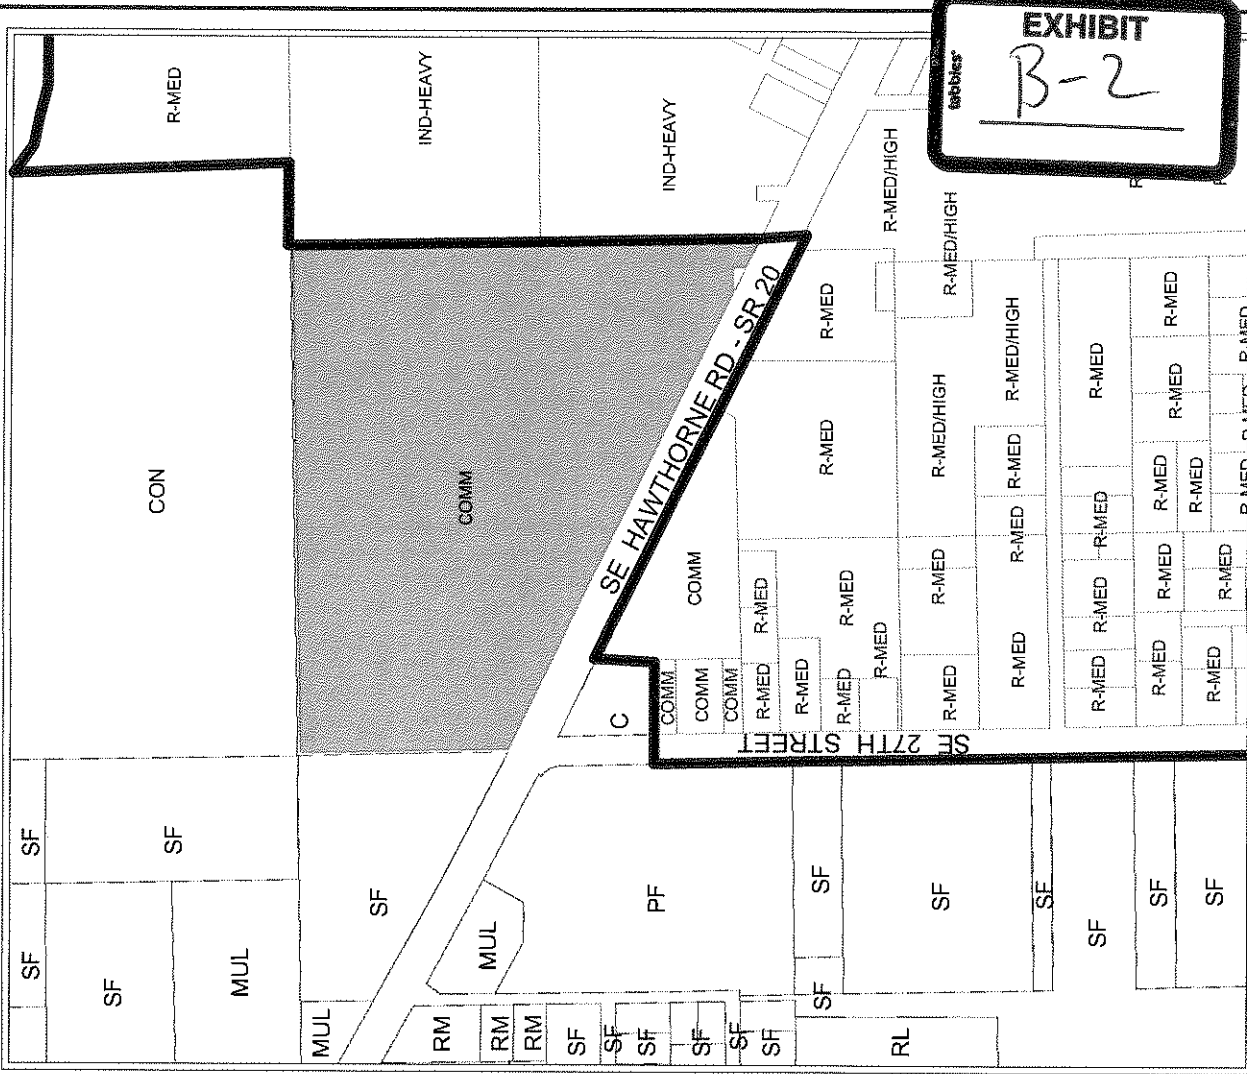 EXHIBIT
tabbies®
B-2
R-MED
IND-HEAVY
IND-HEAVY
CON
COMM
SE HAWTHORNE RD - SR 20
R-MED/HIGH
R-MED/HIGH
R-MED
R-MED
R-MED/HIGH
R-MED/HIGH
R-MED
R-MED
R-MED
R-MED
R-MED
COMM
R-MED
R-MED
R-MED
R-MED
R-MED
R-MED
R-MED
R-MED
R-MED
R-MED
C
COMM
COMM
COMM
R-MED
R-MED
R-MED
R-MED
R-MED
R-MED
R-MED
R-MED
R-MED
R-MED
SE 27TH STREET
SF
SF
SF
SF
MUL
SF
MUL
MUL
PF
SF
SF
SF
SF
SF
SF
SF
RM
RM
RM
SF
SF
SF
SF
SF
SF
RL